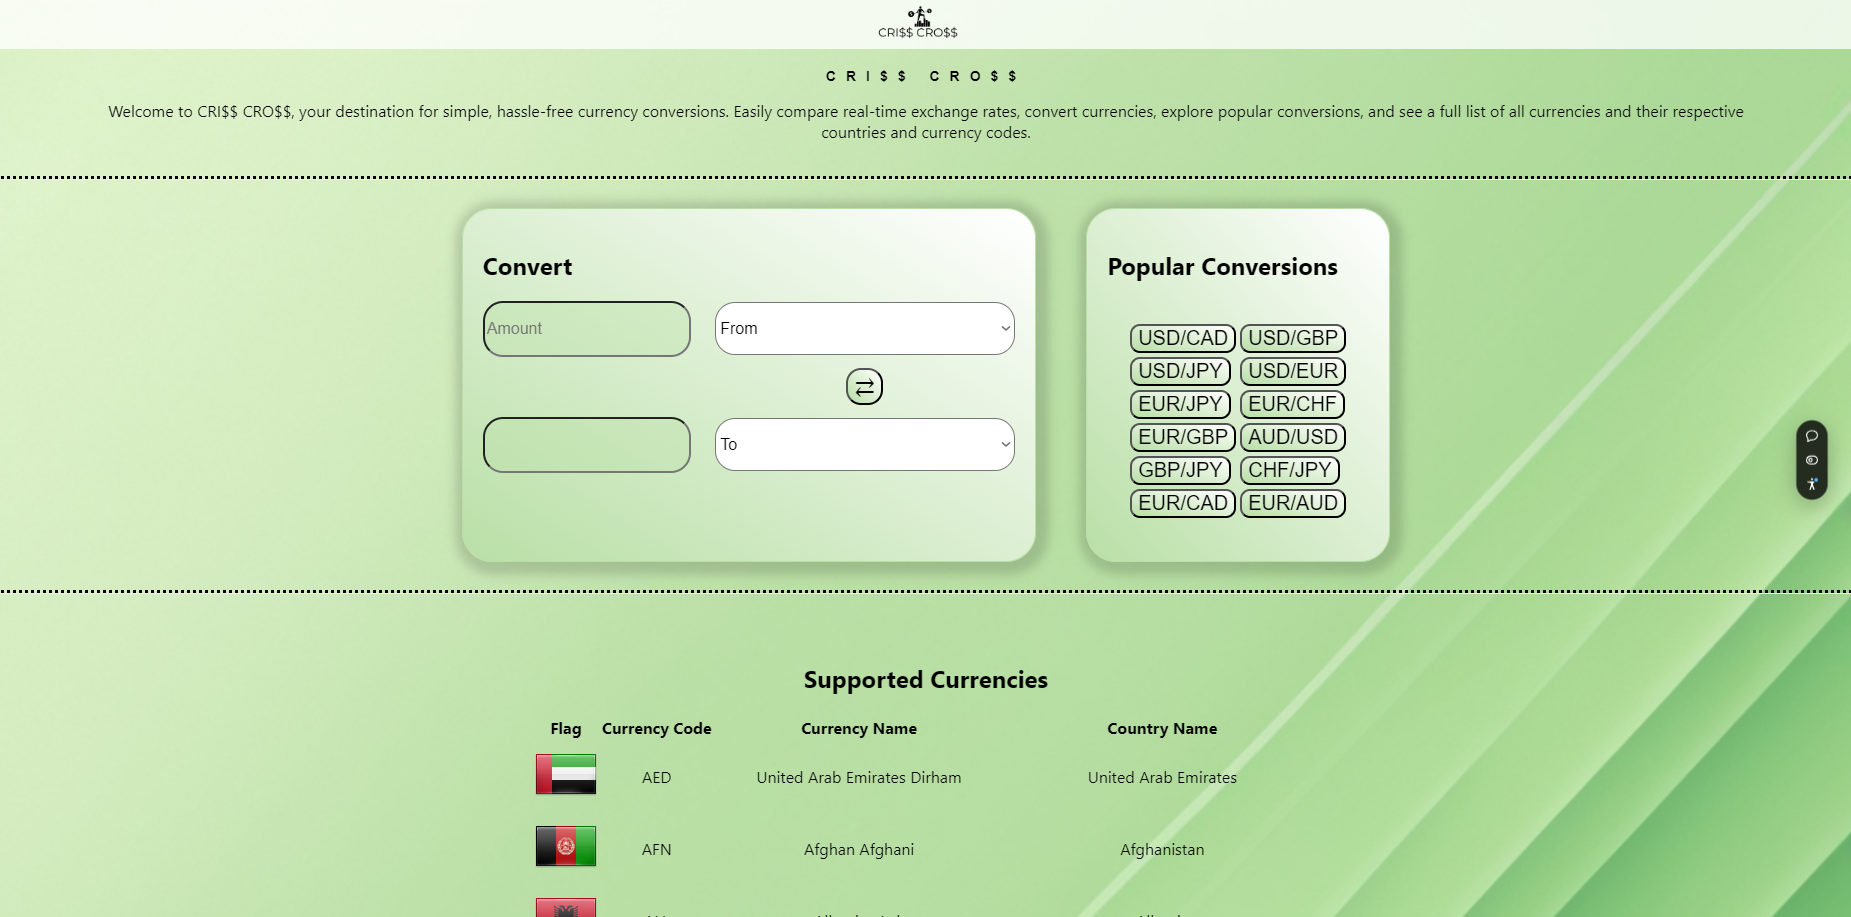 CRI$$ CRO$$
CRI$$ CRO$$
Welcome to CRI$$ CRO$$, your destination for simple, hassle-free currency conversions. Easily compare real-time exchange rates, convert currencies, explore popular conversions, and see a full list of all currencies and their respective
countries and currency codes.
Convert
Amount
From
To
Popular Conversions
USD/CAD USD/GBP
USD/JPY USD/EUR
EUR/JPY EUR/CHF
EUR/GBP AUD/USD
GBP/JPY CHF/JPY
EUR/CAD EUR/AUD
Supported Currencies
Flag Currency Code Currency Name Country Name
AED United Arab Emirates Dirham United Arab Emirates
AFN Afghan Afghani Afghanistan